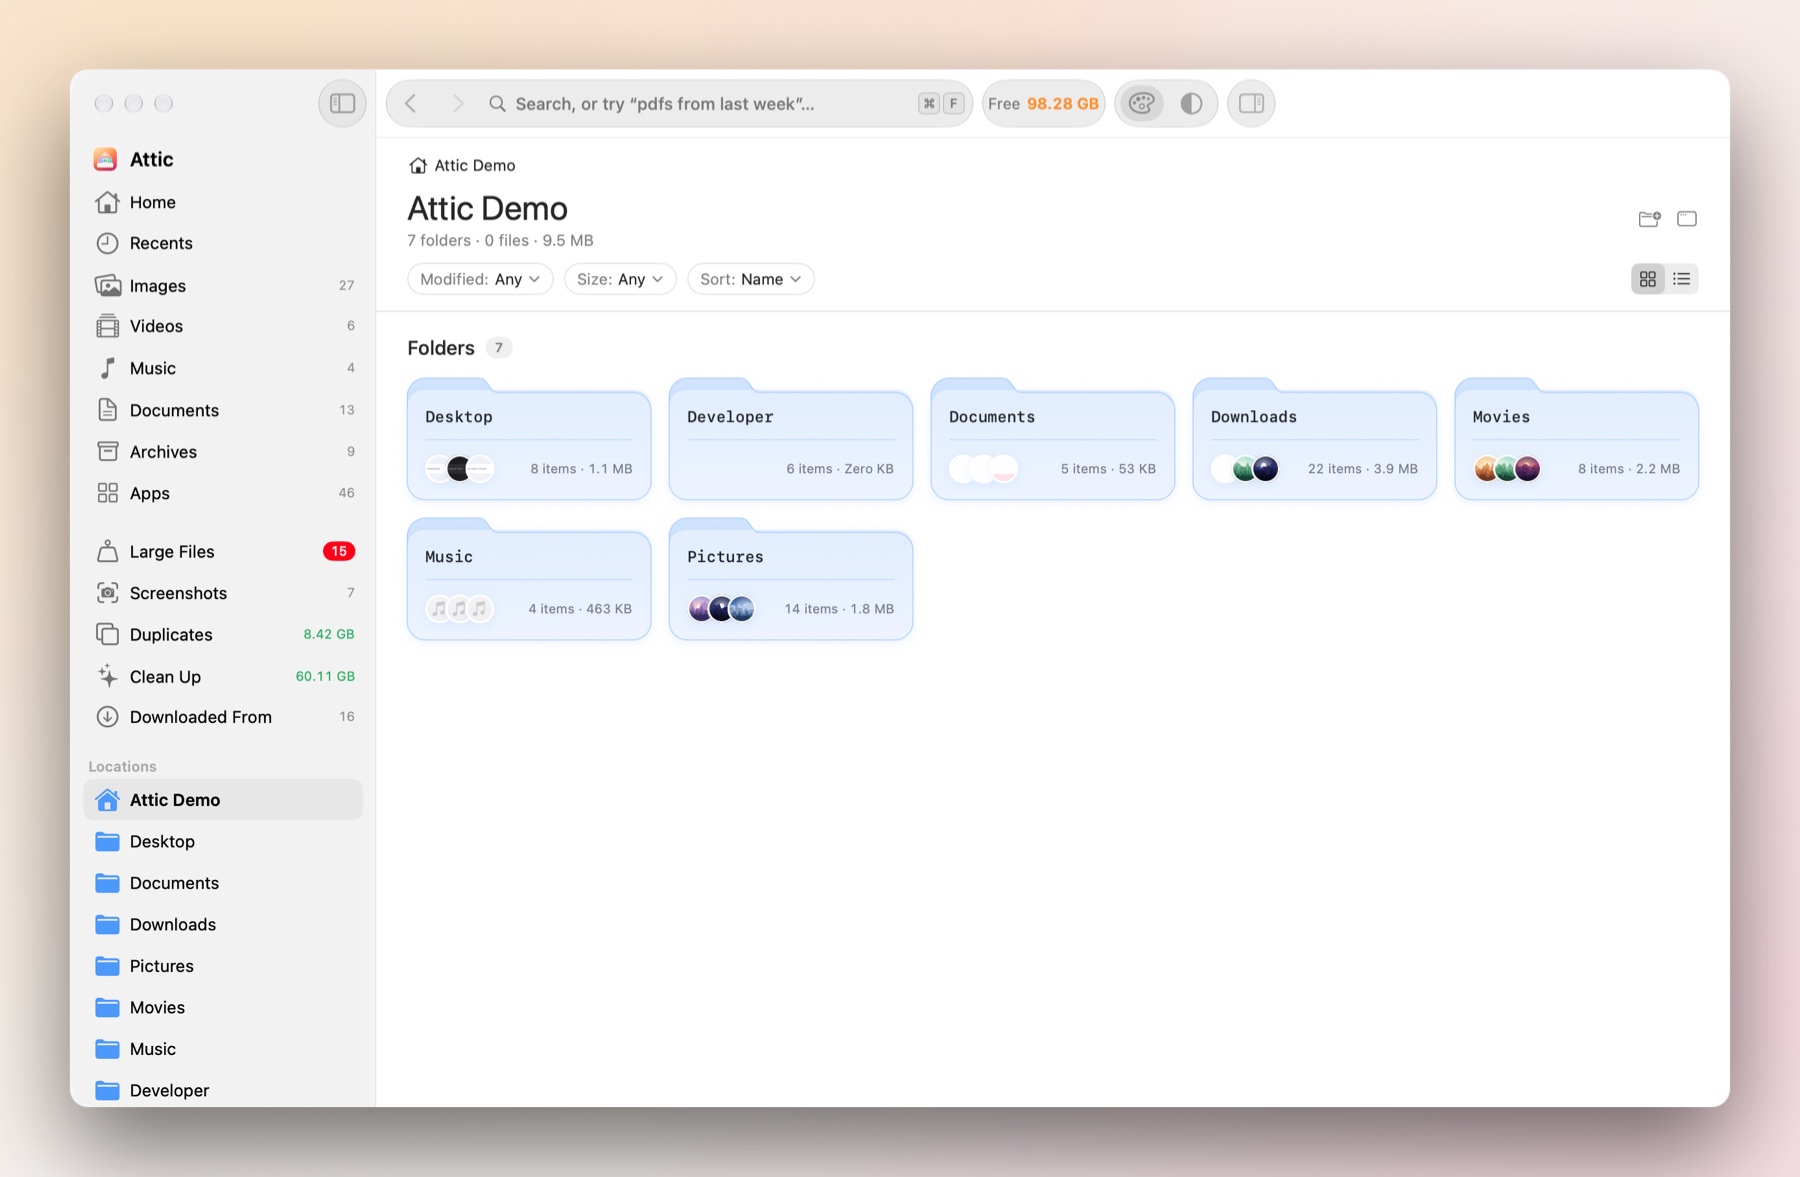 Attic
Home
Recents
Images 27
Videos 6
Music 4
Documents 13
Archives 9
Apps 46
Large Files 15
Screenshots 7
Duplicates 8.42 GB
Clean Up 60.11 GB
Downloaded From 16
Locations
Attic Demo
Desktop
Documents
Downloads
Pictures
Movies
Music
Developer
Search, or try “pdfs from last week”... ⌘ F
Free 98.28 GB
Attic Demo
Attic Demo
7 folders · 0 files · 9.5 MB
Modified: Any Size: Any Sort: Name
Folders 7
Desktop
8 items · 1.1 MB
Developer
6 items · Zero KB
Documents
5 items · 53 KB
Downloads
22 items · 3.9 MB
Movies
8 items · 2.2 MB
Music
4 items · 463 KB
Pictures
14 items · 1.8 MB